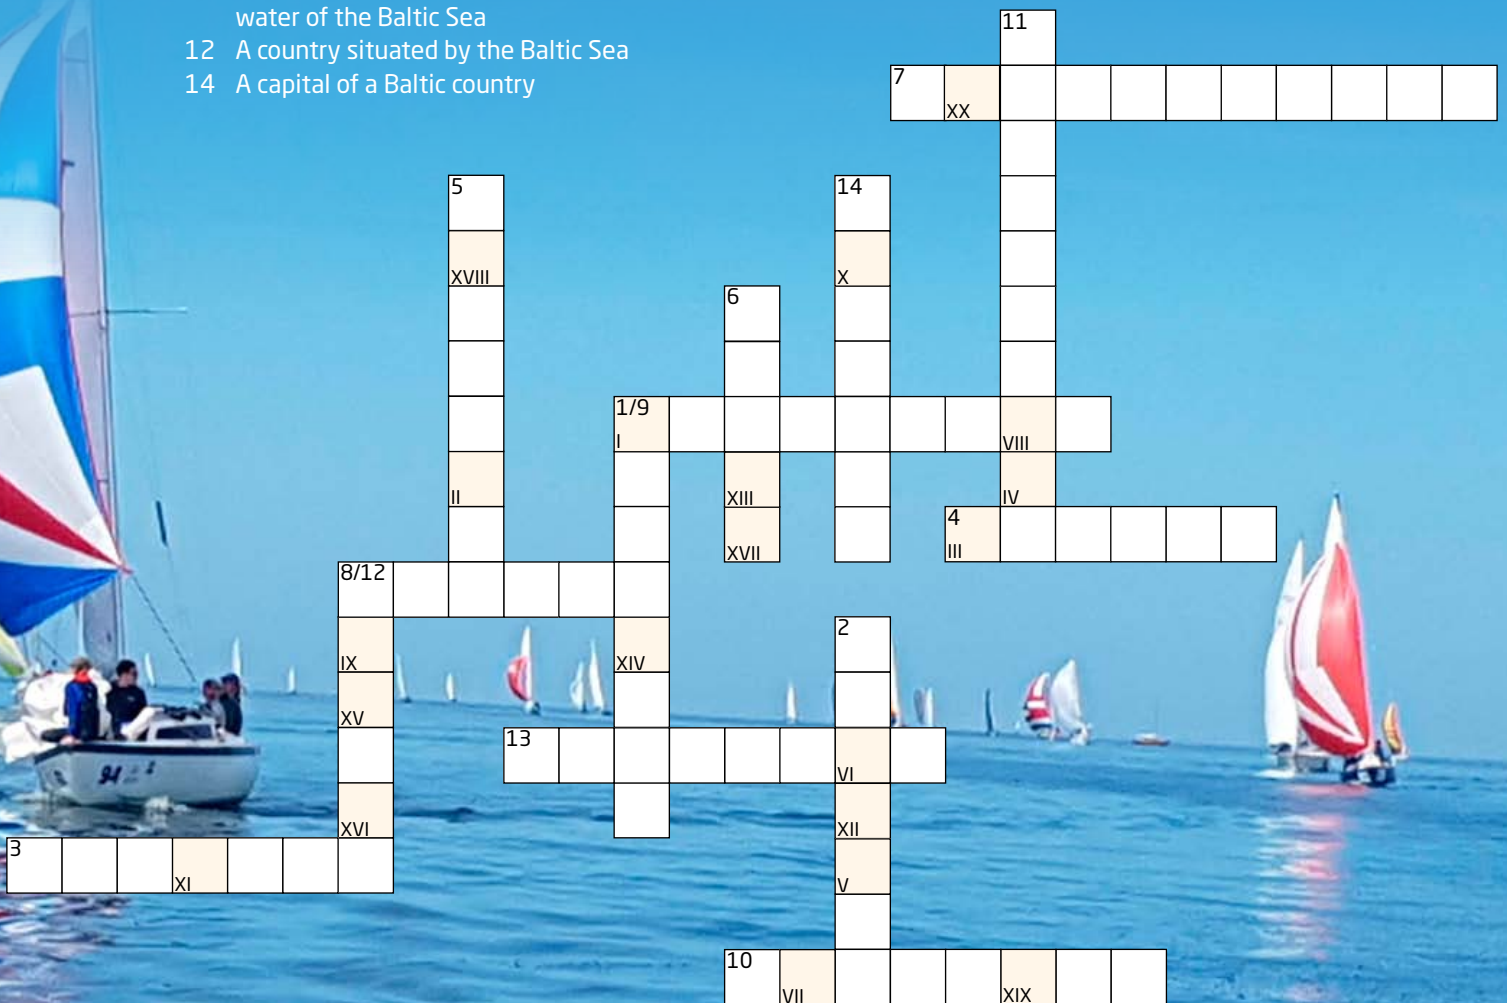 water of the Baltic Sea
12 A country situated by the Baltic Sea
14 A capital of a Baltic country
11
7
XX
5
14
XVIII
X
6
1/9
I
VIII
II
XIII
IV
XVII
4
III
8/12
2
IX
XIV
XV
13
VI
XVI
XII
3
XI
V
10
VII
XIX
94